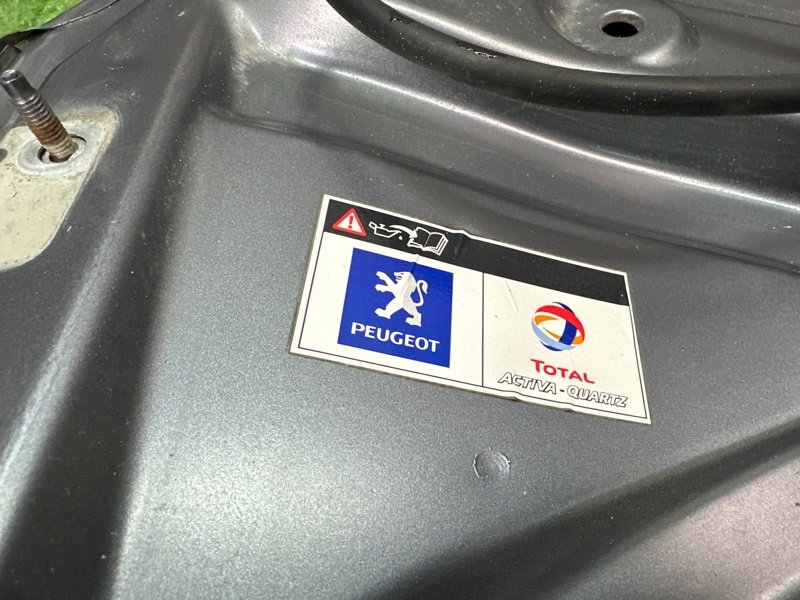 PEUGEOT
TOTAL
ACTIVA - QUARTZ